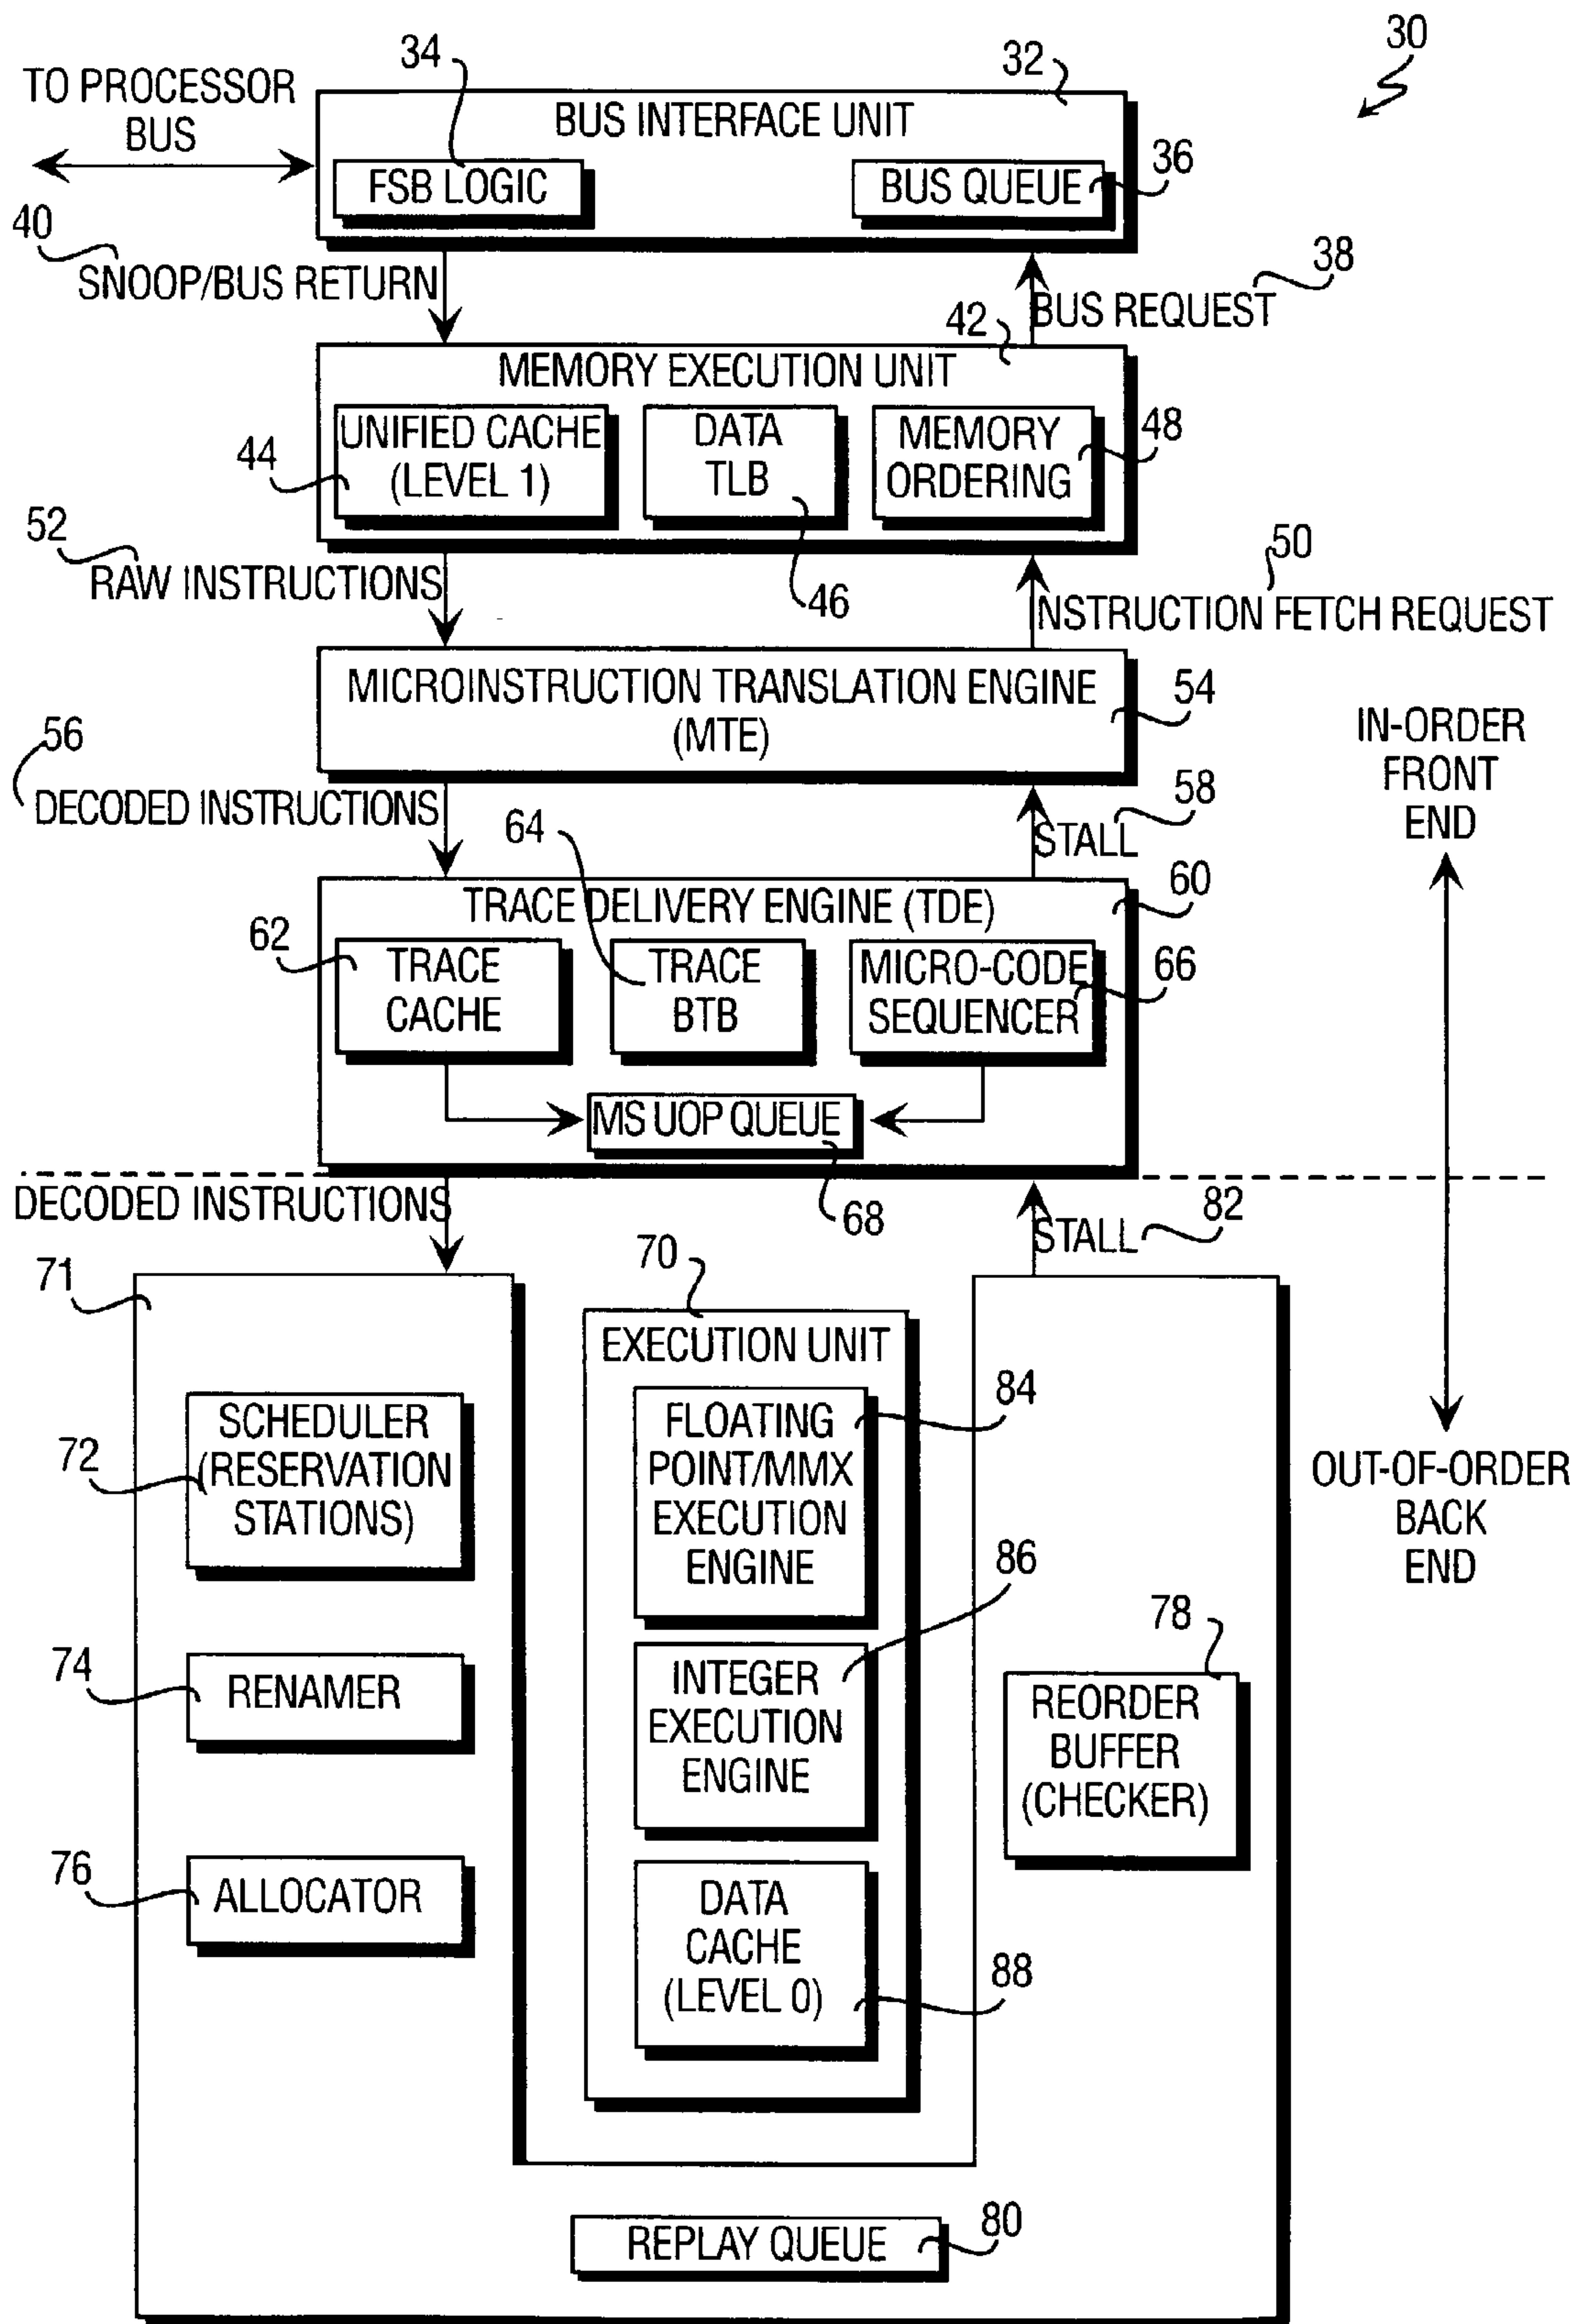 30
34
32
TO PROCESSOR
BUS
BUS INTERFACE UNIT
FSB LOGIC
BUS QUEUE
36
40
SNOOP/BUS RETURN
38
BUS REQUEST
42
MEMORY EXECUTION UNIT
44
UNIFIED CACHE
(LEVEL 1)
DATA
TLB
MEMORY
ORDERING
48
52
RAW INSTRUCTIONS
46
50
NSTRUCTION FETCH REQUEST
MICROINSTRUCTION TRANSLATION ENGINE
(MTE)
54
IN-ORDER
FRONT
END
56
DECODED INSTRUCTIONS
64
58
STALL
TRACE DELIVERY ENGINE (TDE)
60
62
TRACE
CACHE
TRACE
BTB
MICRO-CODE
SEQUENCER
66
MS UOP QUEUE
68
DECODED INSTRUCTIONS
82
STALL
71
70
EXECUTION UNIT
72
SCHEDULER
(RESERVATION
STATIONS)
FLOATING
POINT/MMX
EXECUTION
ENGINE
84
OUT-OF-ORDER
BACK
END
74
RENAMER
INTEGER
EXECUTION
ENGINE
86
78
REORDER
BUFFER
(CHECKER)
76
ALLOCATOR
DATA
CACHE
(LEVEL 0)
88
REPLAY QUEUE
80